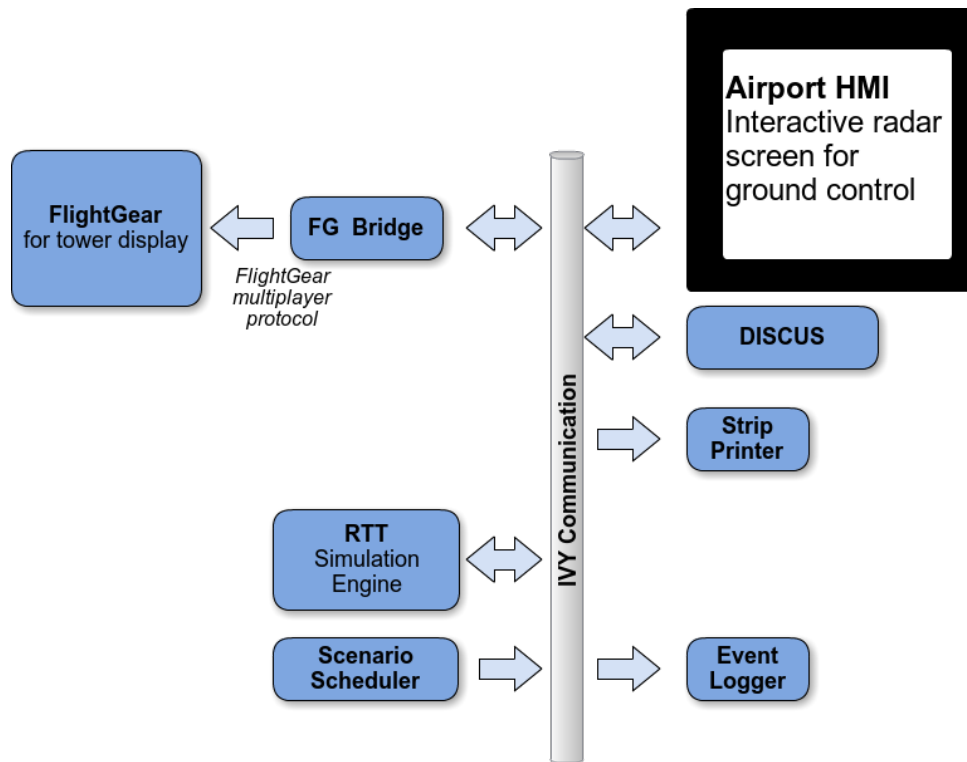 Airport HMI
Interactive radar
screen for
ground control
FlightGear
for tower display
FG Bridge
FlightGear
multiplayer
protocol
DISCUS
IVY Communication
Strip
Printer
RTT
Simulation
Engine
Scenario
Scheduler
Event
Logger